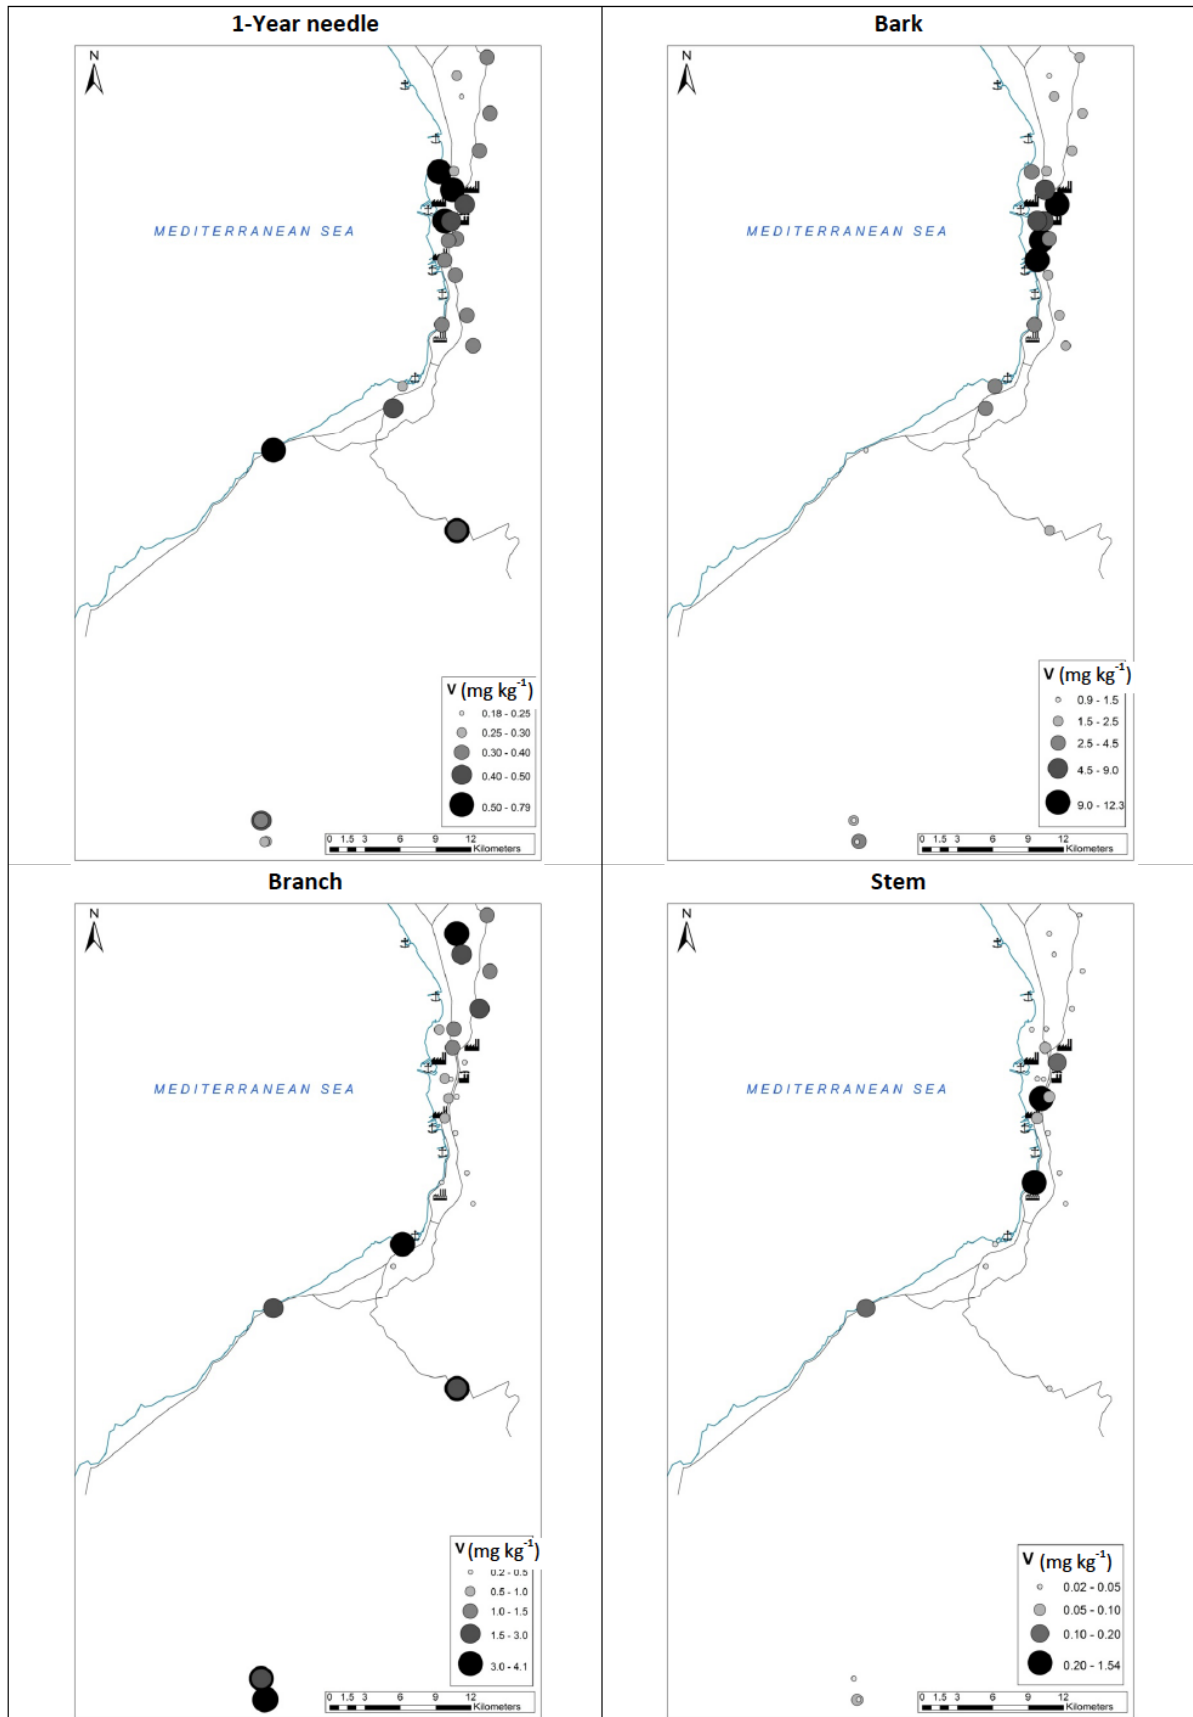 1-Year needle
N
MEDITERRANEAN SEA
V (mg kg-1)
0.18 - 0.25
0.25 - 0.30
0.30 - 0.40
0.40 - 0.50
0.50 - 0.79
0 1.5 3 6 9 12
Kilometers
Bark
N
MEDITERRANEAN SEA
V (mg kg-1)
0.9 - 1.5
1.5 - 2.5
2.5 - 4.5
4.5 - 9.0
9.0 - 12.3
0 1.5 3 6 9 12
Kilometers
Branch
N
MEDITERRANEAN SEA
V (mg kg-1)
0.2 - 0.5
0.5 - 1.0
1.0 - 1.5
1.5 - 3.0
3.0 - 4.1
0 1.5 3 6 9 12
Kilometers
Stem
N
MEDITERRANEAN SEA
V (mg kg-1)
0.02 - 0.05
0.05 - 0.10
0.10 - 0.20
0.20 - 1.54
0 1.5 3 6 9 12
Kilometers